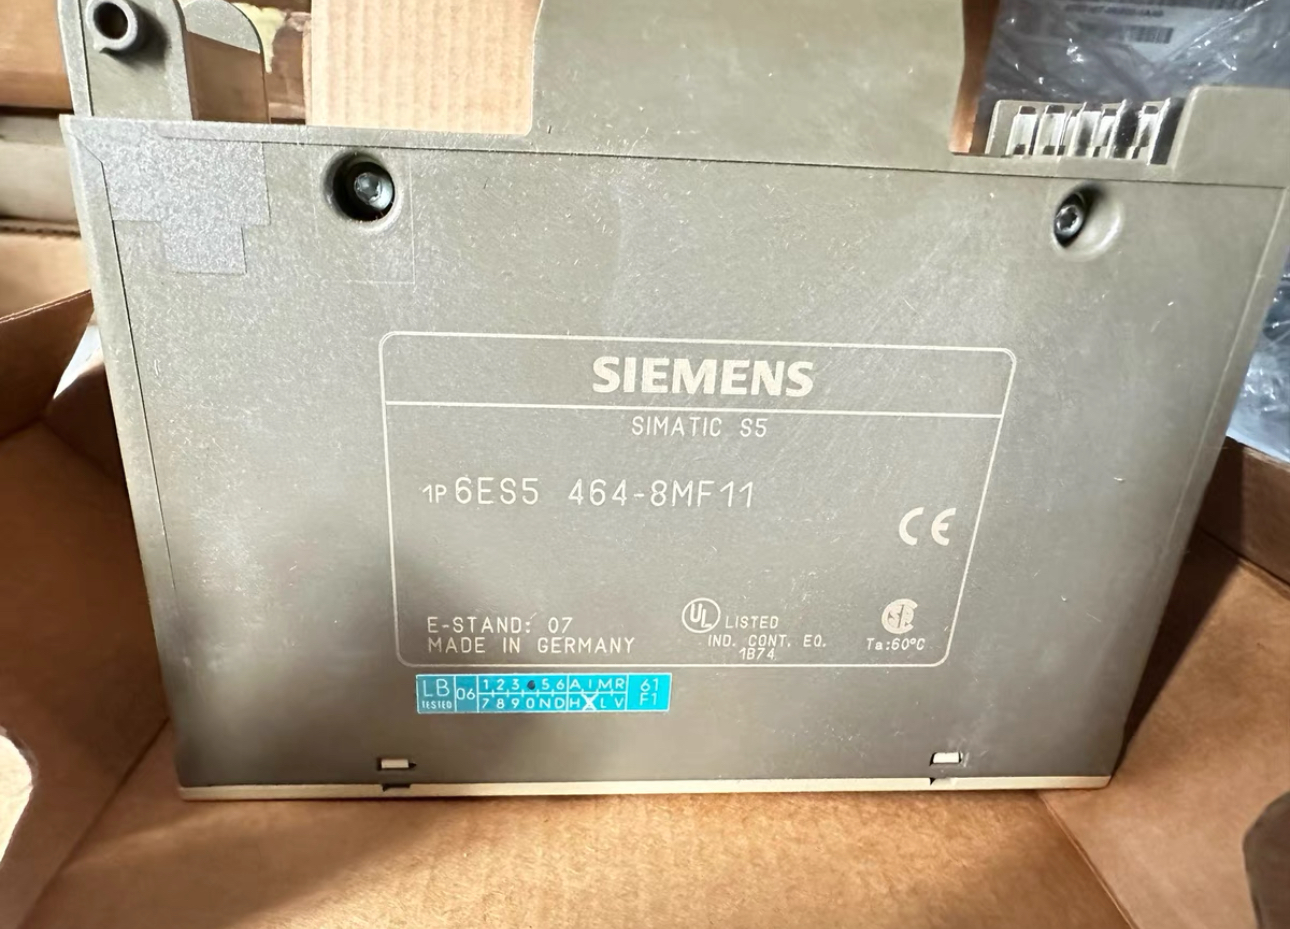 SIEMENS
SIMATIC S5
1P 6ES5 464-8MF11
CE
E-STAND: 07
MADE IN GERMANY
UL LISTED
IND. CONT. EQ.
1B74
Ta:60°C
LB 06 1 2 3 5 6 A I M R 61
TESTED 7 8 9 0 N D H L V F1